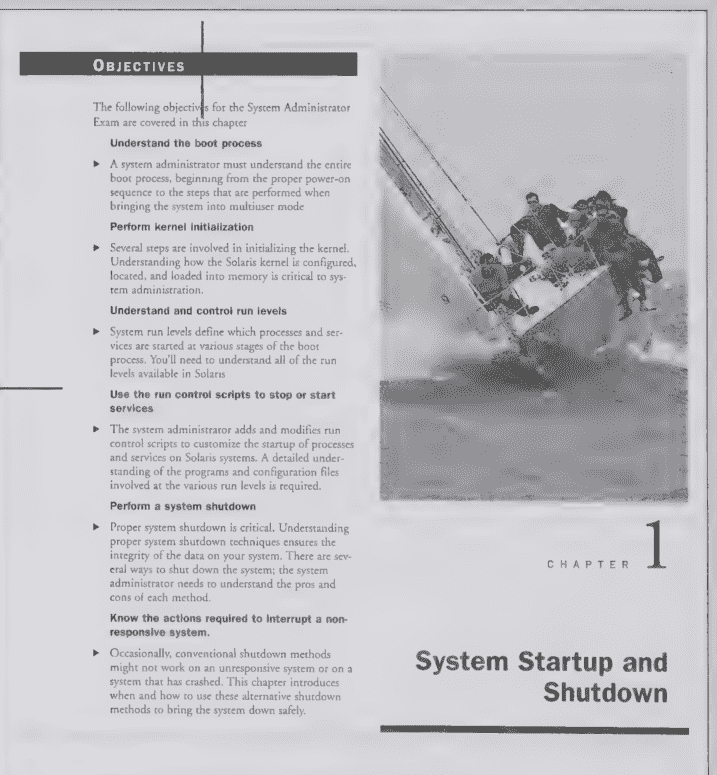 OBJECTIVES
The following objectives for the System Administrator
Exam are covered in this chapter
Understand the boot process
► A system administrator must understand the entire
boot process, beginning from the proper power-on
sequence to the steps that are performed when
bringing the system into multiuser mode
Perform kernel initialization
► Several steps are involved in initializing the kernel.
Understanding how the Solaris kernel is configured,
located, and loaded into memory is critical to sys-
tem administration.
Understand and control run levels
► System run levels define which processes and ser-
vices are started at various stages of the boot
process. You'll need to understand all of the run
levels available in Solaris
Use the run control scripts to stop or start
services
► The system administrator adds and modifies run
control scripts to customize the startup of processes
and services on Solaris systems. A detailed under-
standing of the programs and configuration files
involved at the various run levels is required.
Perform a system shutdown
► Proper system shutdown is critical. Understanding
proper system shutdown techniques ensures the
integrity of the data on your system. There are sev-
eral ways to shut down the system; the system
administrator needs to understand the pros and
cons of each method.
Know the actions required to interrupt a non-
responsive system.
► Occasionally, conventional shutdown methods
might not work on an unresponsive system or on a
system that has crashed. This chapter introduces
when and how to use these alternative shutdown
methods to bring the system down safely.
CHAPTER 1
System Startup and
Shutdown